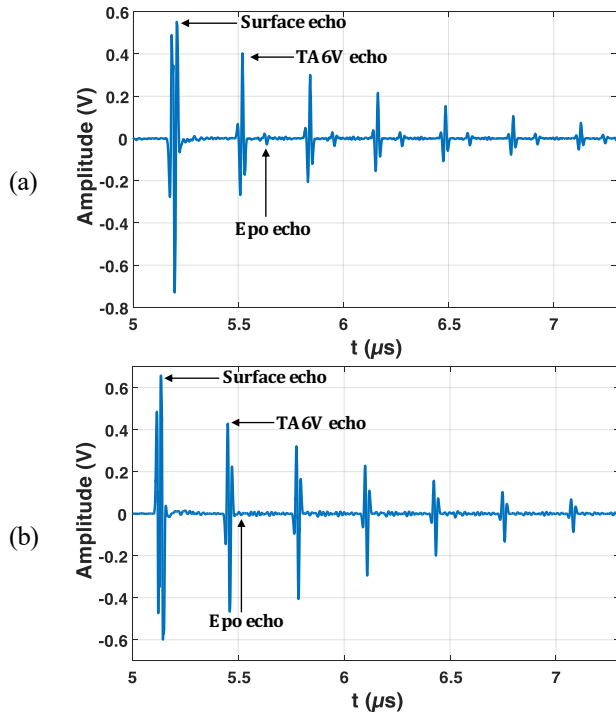 0.6
Surface echo
0.4
TA6V echo
0.2
0
-0.2
-0.4
-0.6
-0.8
Epo echo
(a)
Amplitude (V)
5
5.5
6
6.5
7
t (µs)
0.6
Surface echo
0.4
TA6V echo
0.2
0
-0.2
-0.4
-0.6
Epo echo
(b)
Amplitude (V)
5
5.5
6
6.5
7
t (µs)